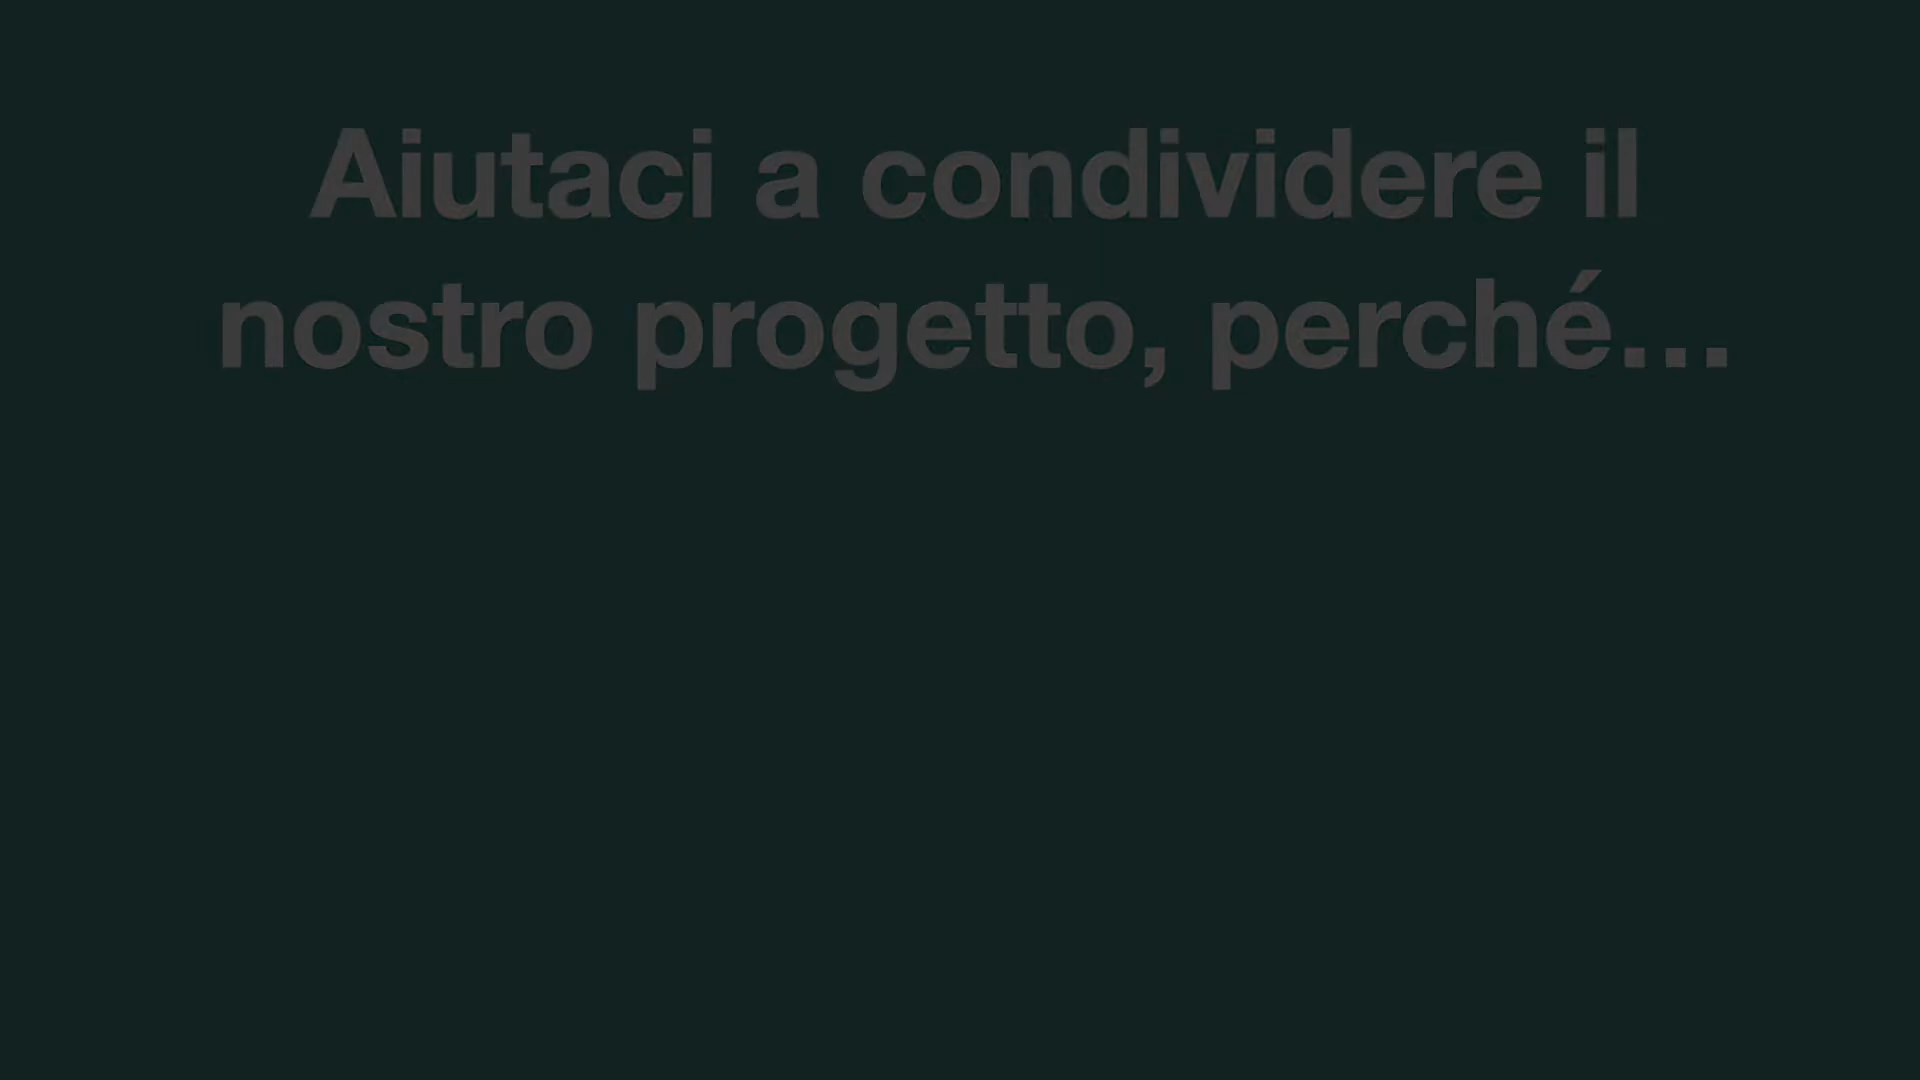 Aiutaci a condividere il
nostro progetto, perché…